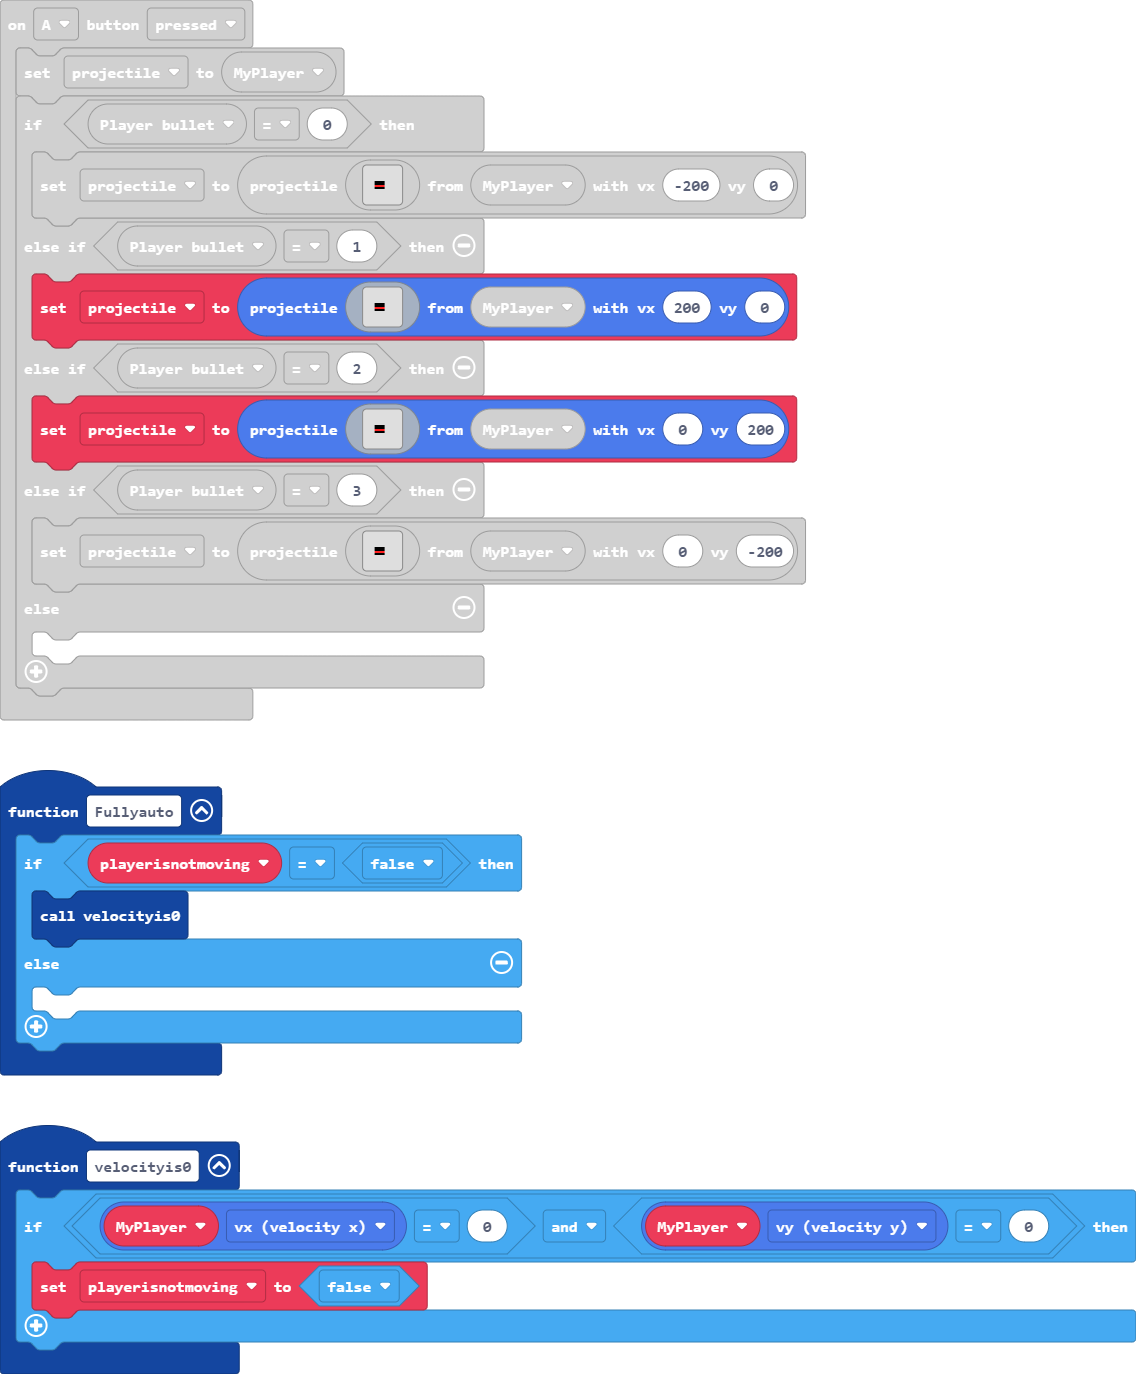 on A button pressed
set projectile to MyPlayer
if Player bullet = 0 then
set projectile to projectile from MyPlayer with vx -200 vy 0
else if Player bullet = 1 then
set projectile to projectile from MyPlayer with vx 200 vy 0
else if Player bullet = 2 then
set projectile to projectile from MyPlayer with vx 0 vy 200
else if Player bullet = 3 then
set projectile to projectile from MyPlayer with vx 0 vy -200
else
function Fullyauto
if playerisnotmoving = false then
call velocityis0
else
function velocityis0
if MyPlayer vx (velocity x) = 0 and MyPlayer vy (velocity y) = 0 then
set playerisnotmoving to false